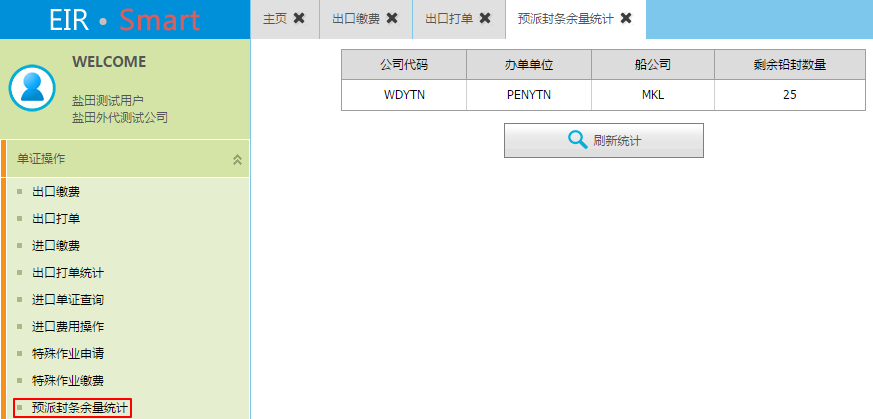 EIR • Smart
主页 出口缴费 出口打单 预派封条余量统计
WELCOME
盐田测试用户
盐田外代测试公司
单证操作
出口缴费
出口打单
进口缴费
出口打单统计
进口单证查询
进口费用操作
特殊作业申请
特殊作业缴费
预派封条余量统计
公司代码 办单单位 船公司 剩余铅封数量
WDYTN PENYTN MKL 25
刷新统计